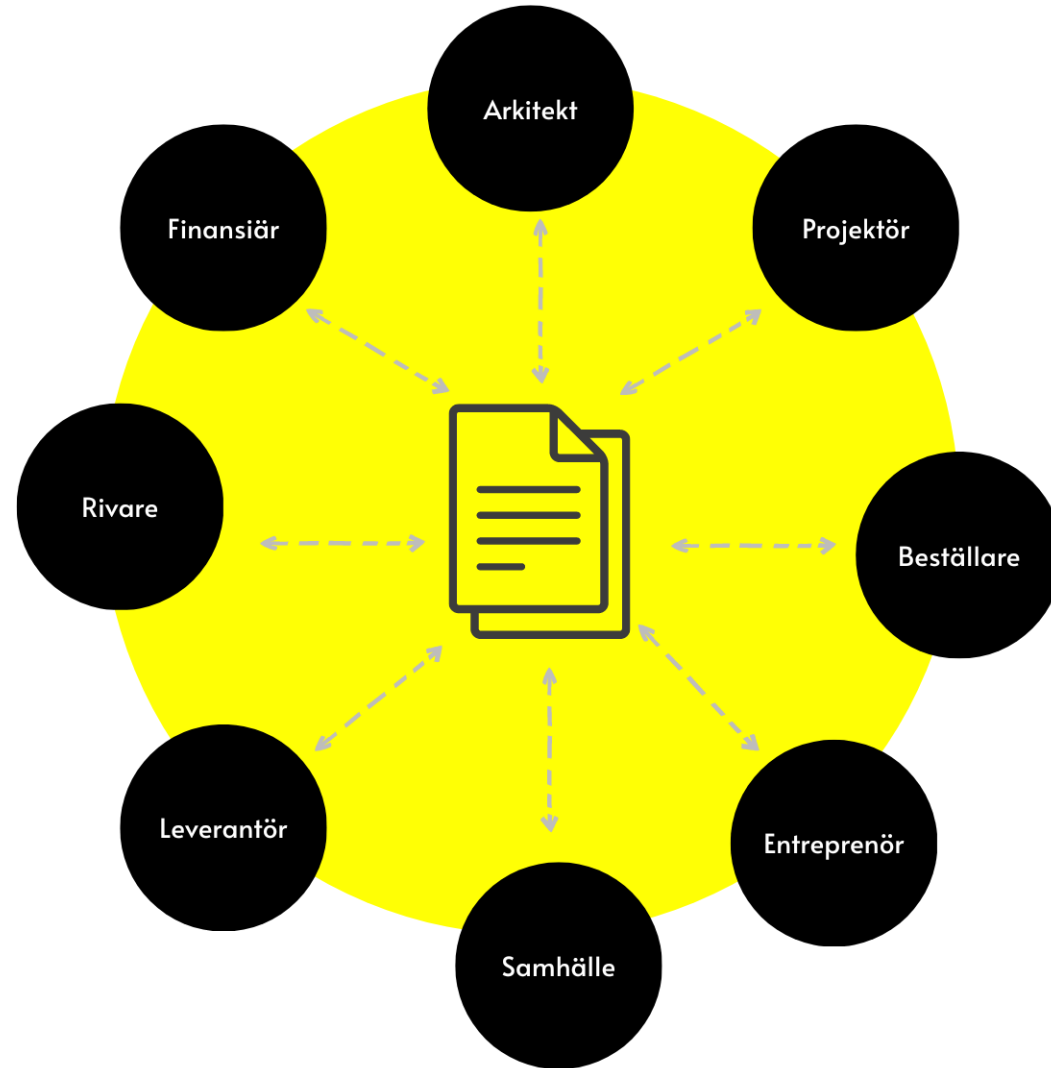 Arkitekt
Finansiär
Projektör
Rivare
Beställare
Leverantör
Entreprenör
Samhälle